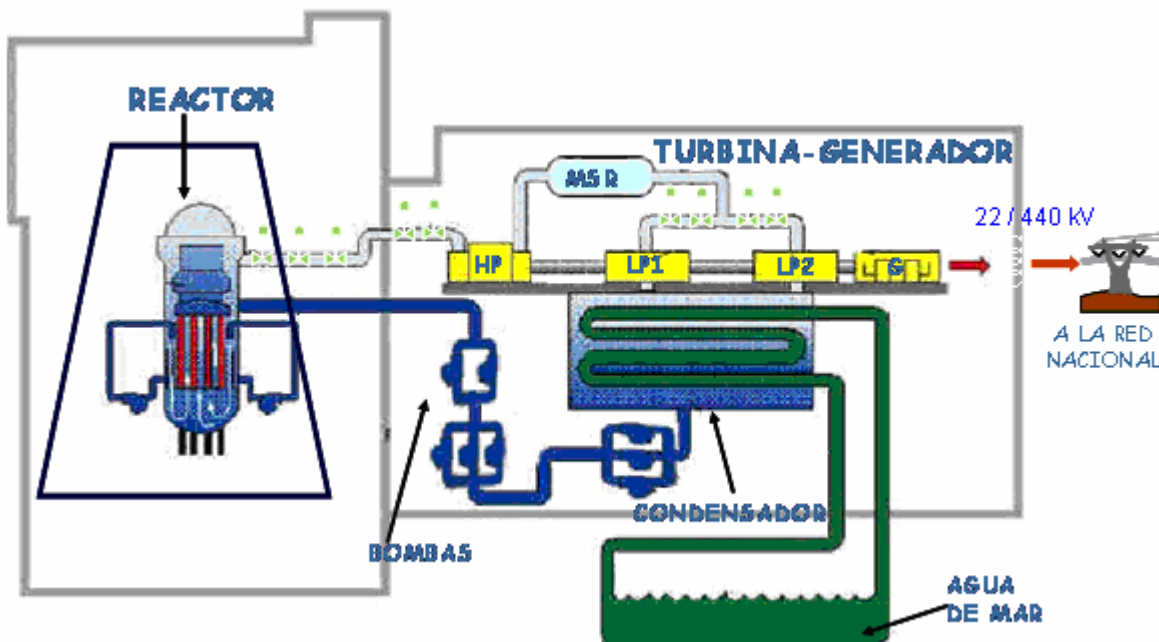 REACTOR
TURBINA-GENERADOR
MSR
22 / 440 kV
HP
LP1
LP2
G
A LA RED
NACIONAL
CONDENSADOR
BOMBAS
AGUA
DE MAR